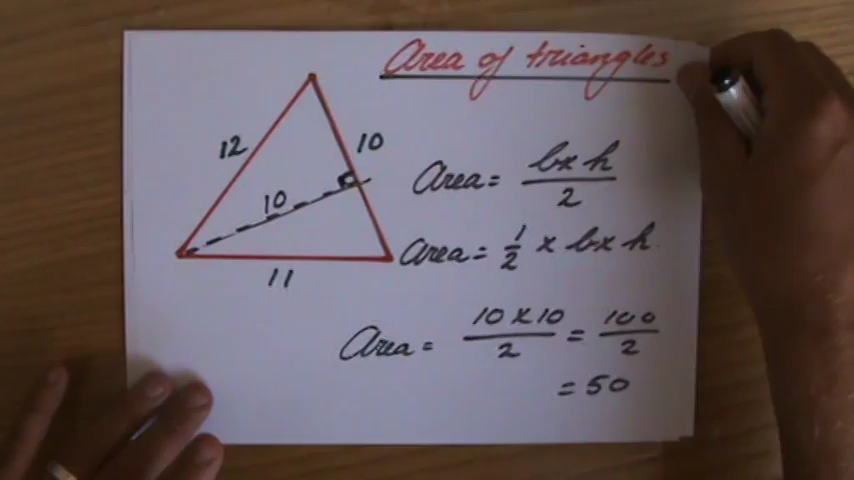 Area of triangles
12
10
10
11
Area = b x h / 2
Area = 1/2 x b x h.
Area = 10 x 10 / 2 = 100 / 2
= 50